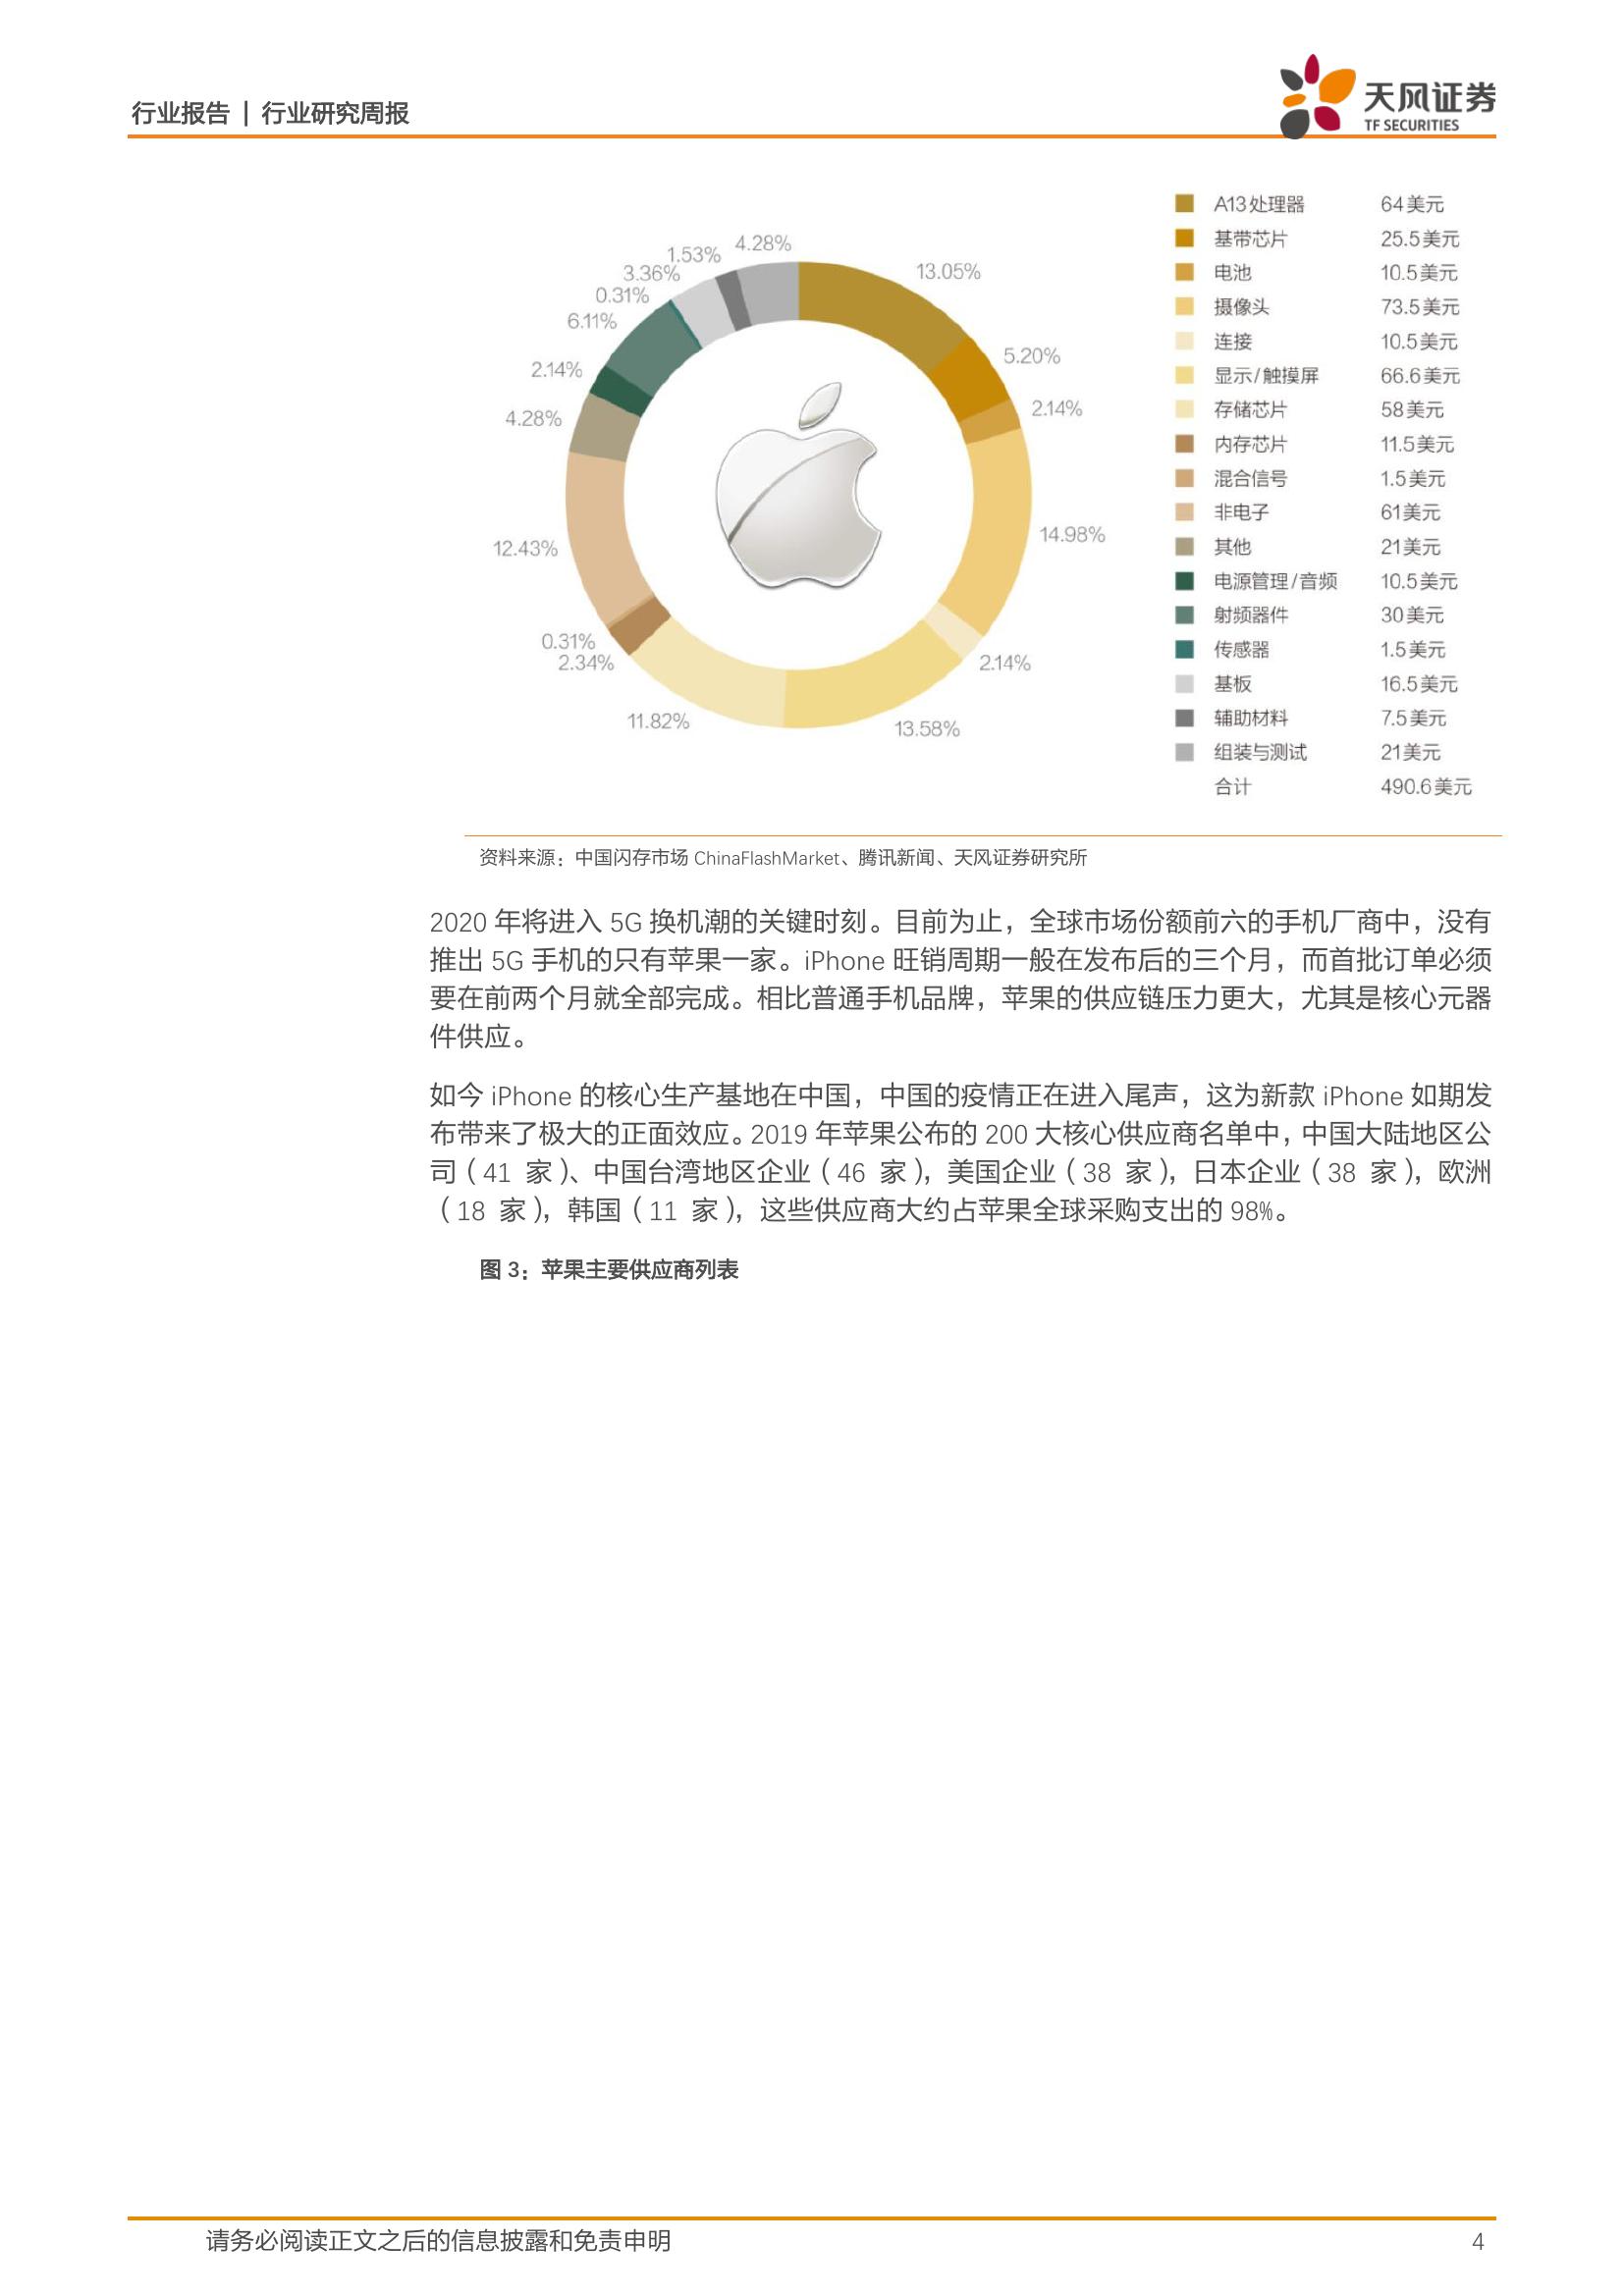 行业报告 | 行业研究周报
天风证券
TF SECURITIES
4.28%
1.53%
3.36%
0.31%
6.11%
2.14%
4.28%
12.43%
0.31%
2.34%
11.82%
13.05%
5.20%
2.14%
14.98%
2.14%
13.58%
A13处理器 64美元
基带芯片 25.5美元
电池 10.5美元
摄像头 73.5美元
连接 10.5美元
显示/触摸屏 66.6美元
存储芯片 58美元
内存芯片 11.5美元
混合信号 1.5美元
非电子 61美元
其他 21美元
电源管理/音频 10.5美元
射频器件 30美元
传感器 1.5美元
基板 16.5美元
辅助材料 7.5美元
组装与测试 21美元
合计 490.6美元
资料来源：中国闪存市场 ChinaFlashMarket、腾讯新闻、天风证券研究所
2020 年将进入 5G 换机潮的关键时刻。目前为止，全球市场份额前六的手机厂商中，没有
推出 5G 手机的只有苹果一家。iPhone 旺销周期一般在发布后的三个月，而首批订单必须
要在前两个月就全部完成。相比普通手机品牌，苹果的供应链压力更大，尤其是核心元器
件供应。
如今 iPhone 的核心生产基地在中国，中国的疫情正在进入尾声，这为新款 iPhone 如期发
布带来了极大的正面效应。2019 年苹果公布的 200 大核心供应商名单中，中国大陆地区公
司（41 家）、中国台湾地区企业（46 家），美国企业（38 家），日本企业（38 家），欧洲
（18 家），韩国（11 家），这些供应商大约占苹果全球采购支出的 98%。
图 3：苹果主要供应商列表
请务必阅读正文之后的信息披露和免责申明 4